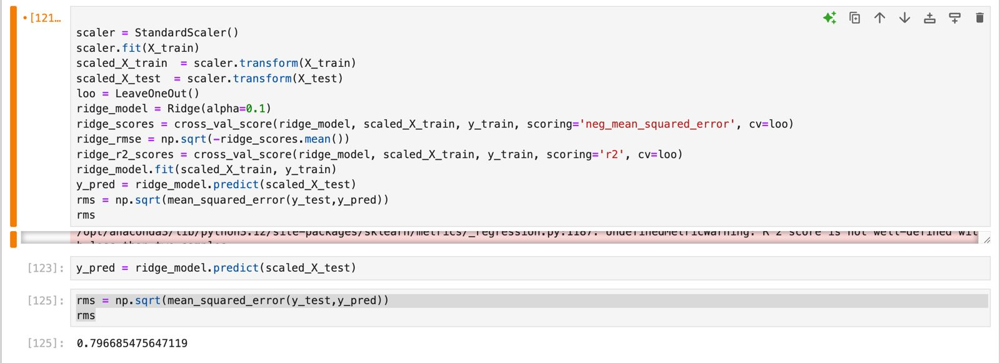 [121…
scaler = StandardScaler()
scaler.fit(X_train)
scaled_X_train  = scaler.transform(X_train)
scaled_X_test  = scaler.transform(X_test)
loo = LeaveOneOut()
ridge_model = Ridge(alpha=0.1)
ridge_scores = cross_val_score(ridge_model, scaled_X_train, y_train, scoring='neg_mean_squared_error', cv=loo)
ridge_rmse = np.sqrt(-ridge_scores.mean())
ridge_r2_scores = cross_val_score(ridge_model, scaled_X_train, y_train, scoring='r2', cv=loo)
ridge_model.fit(scaled_X_train, y_train)
y_pred = ridge_model.predict(scaled_X_test)
rms = np.sqrt(mean_squared_error(y_test,y_pred))
rms
/opt/anaconda3/lib/python3.12/site-packages/sklearn/metrics/_regression.py:1187: UndefinedMetricWarning: R^2 score is not well-defined wit
h less than two samples.
[123]: y_pred = ridge_model.predict(scaled_X_test)
[125]: rms = np.sqrt(mean_squared_error(y_test,y_pred))
rms
[125]: 0.796685475647119